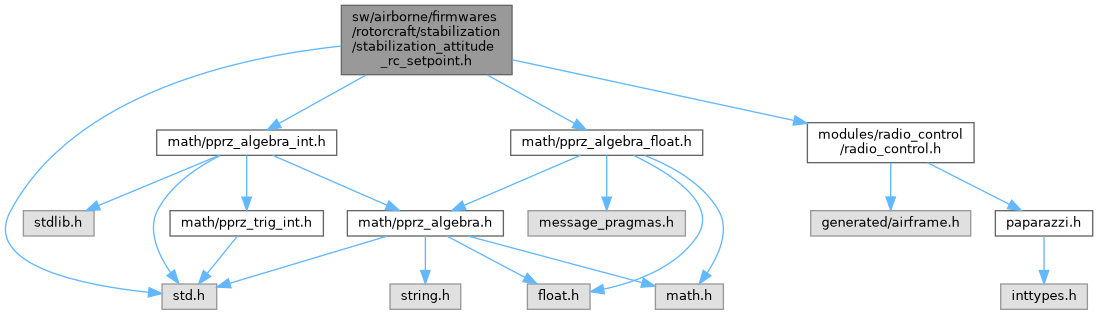 sw/airborne/firmwares
/rotorcraft/stabilization
/stabilization_attitude
_rc_setpoint.h
math/pprz_algebra_int.h
math/pprz_algebra_float.h
modules/radio_control
/radio_control.h
stdlib.h
math/pprz_trig_int.h
math/pprz_algebra.h
message_pragmas.h
generated/airframe.h
paparazzi.h
std.h
string.h
float.h
math.h
inttypes.h